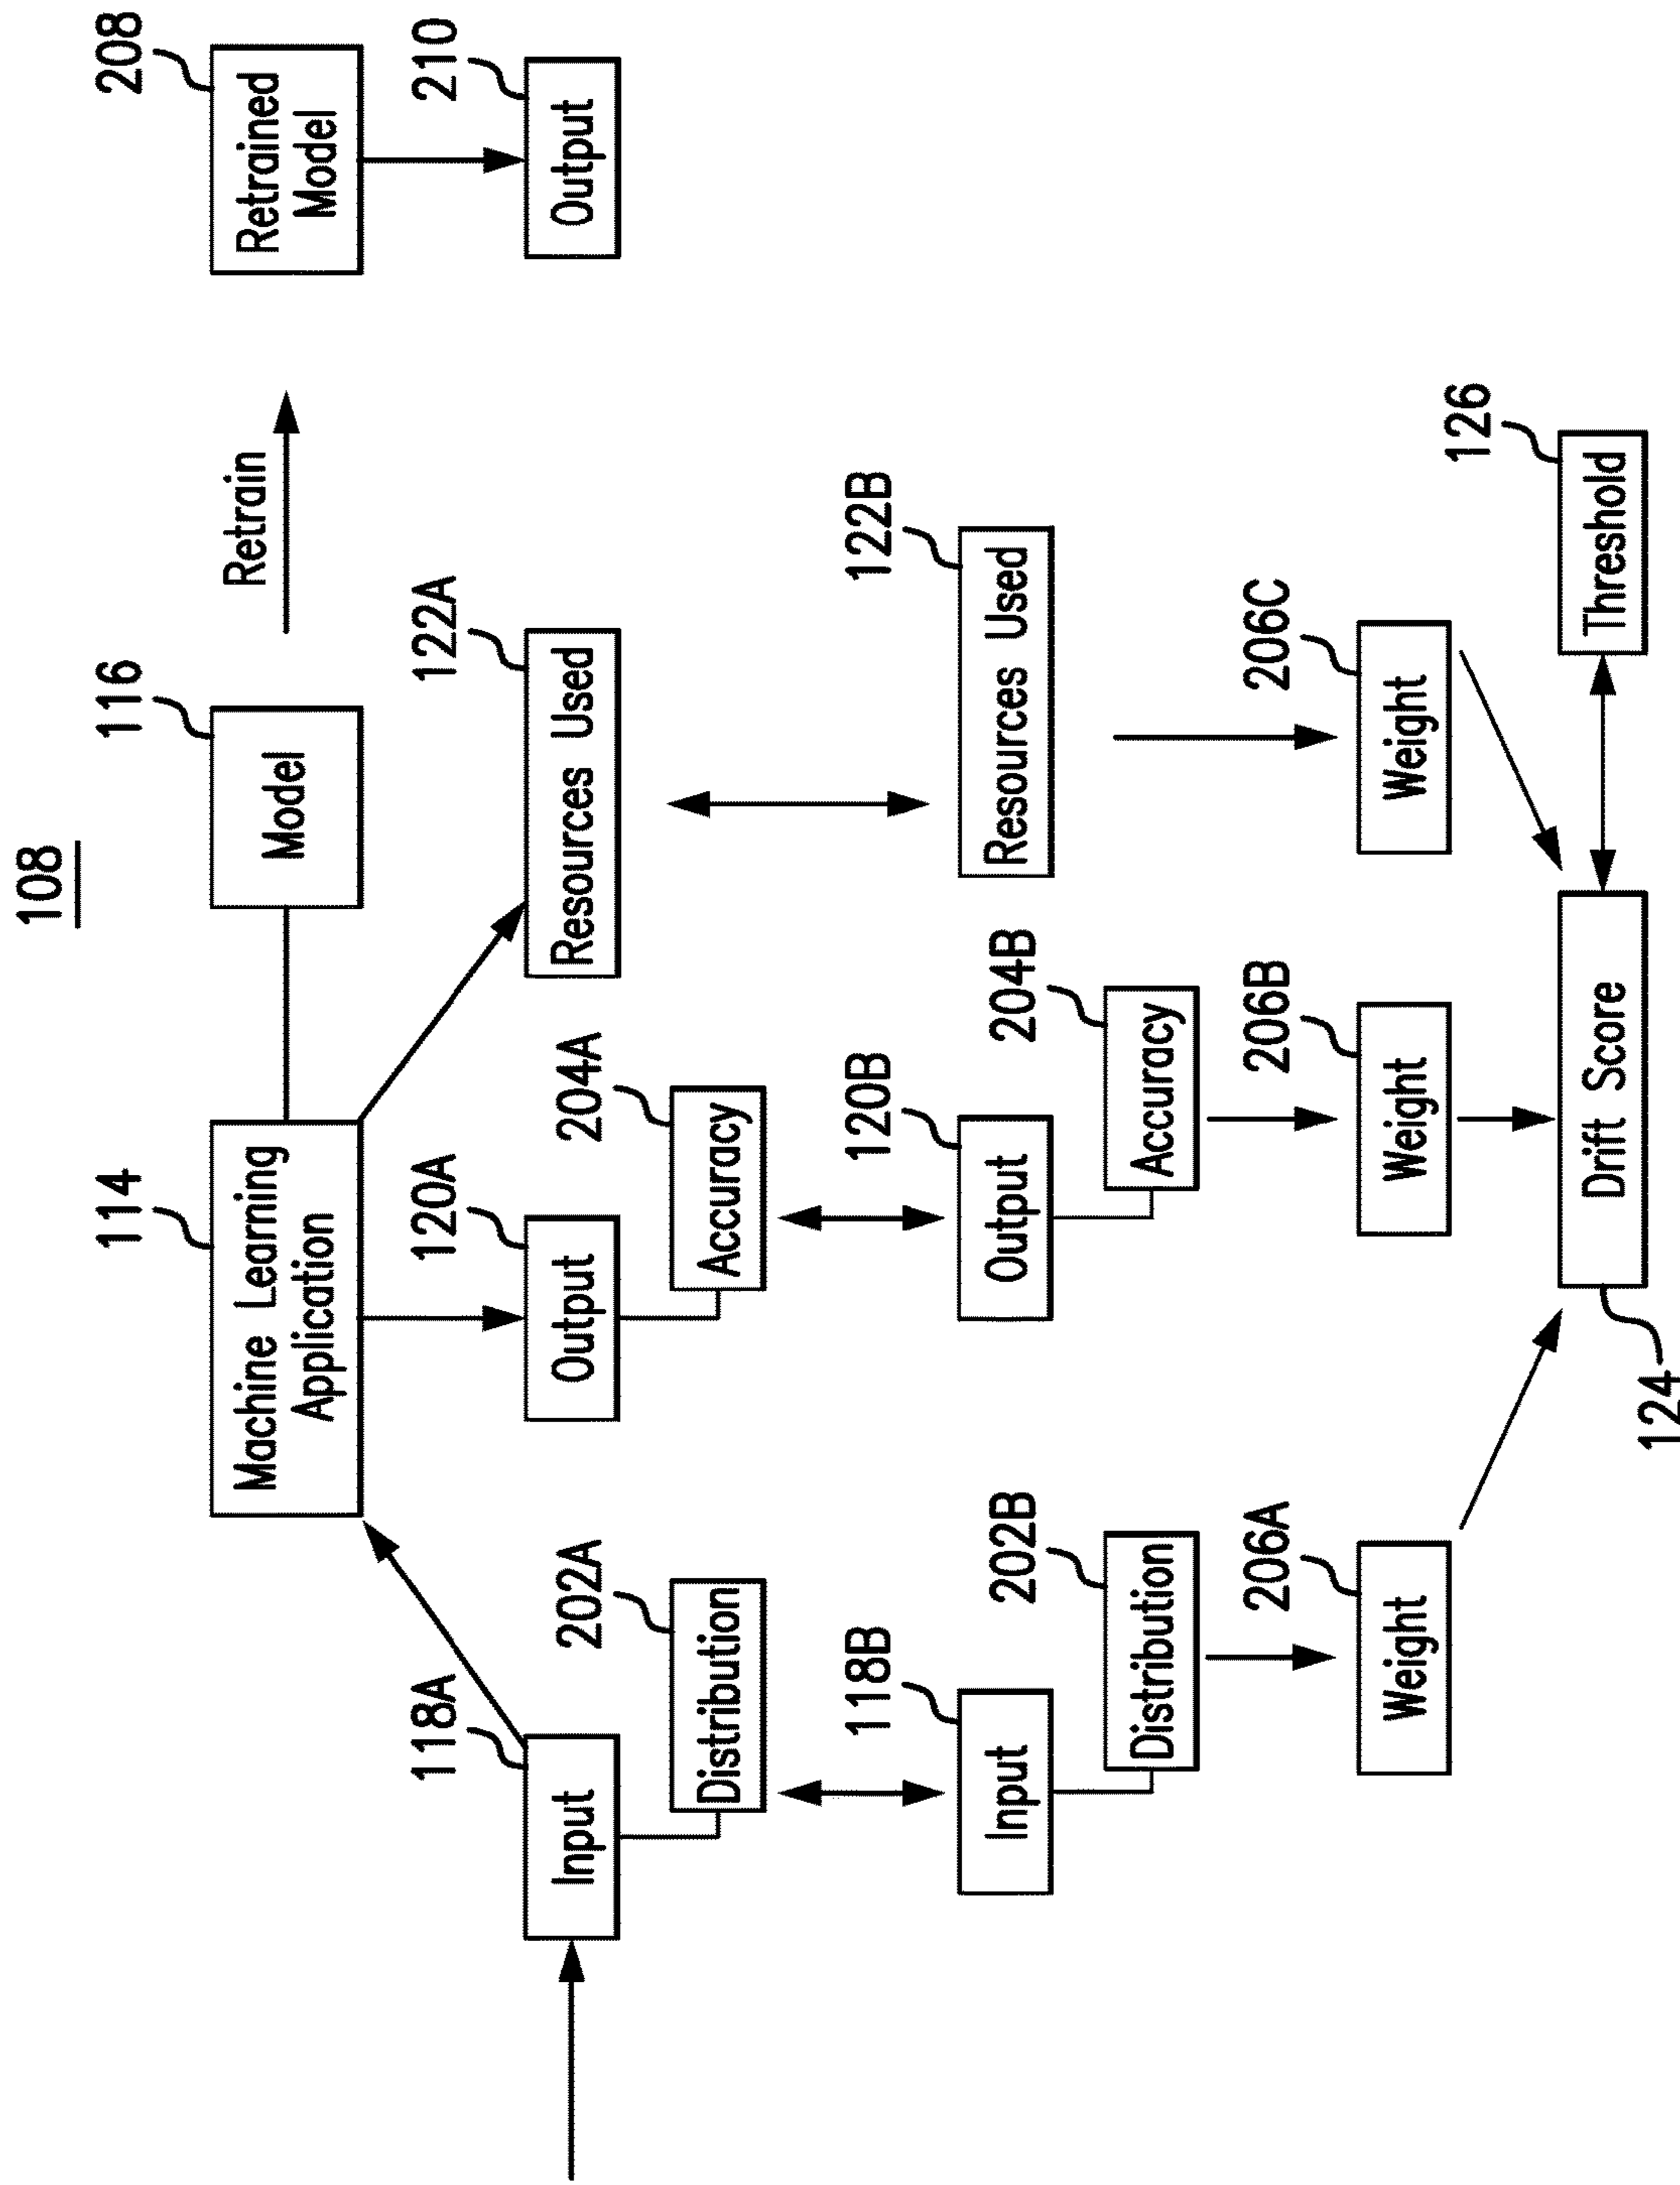 108
114
Machine Learning
Application
116
Model
Retrain
208
Retrained
Model
118A
Input
120A
Output
122A
Resources Used
210
Output
202A
Distribution
204A
Accuracy
118B
Input
120B
Output
122B
Resources Used
202B
Distribution
204B
Accuracy
206A
Weight
206B
Weight
206C
Weight
124
Drift Score
126
Threshold